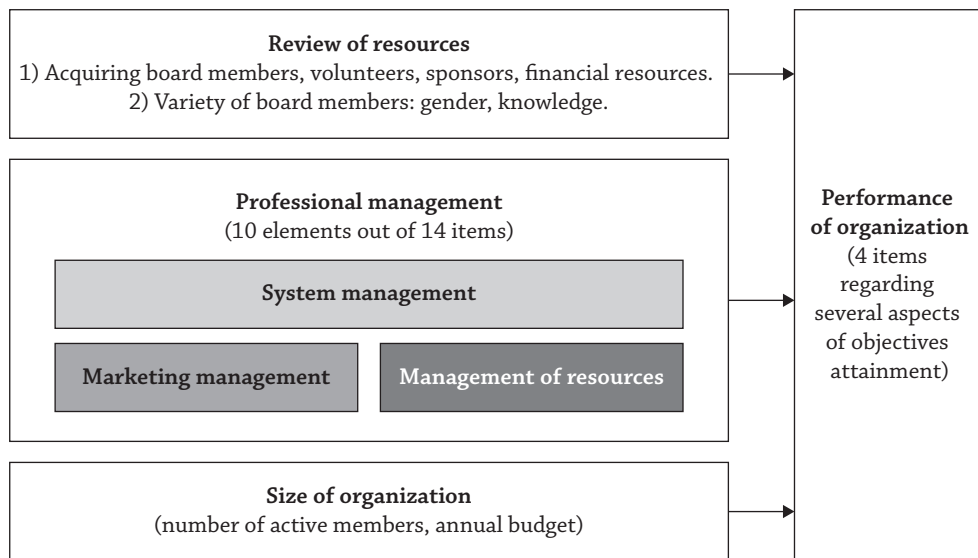 Review of resources
1) Acquiring board members, volunteers, sponsors, financial resources.
2) Variety of board members: gender, knowledge.
Professional management
(10 elements out of 14 items)
System management
Marketing management
Management of resources
Size of organization
(number of active members, annual budget)
Performance
of organization
(4 items
regarding
several aspects
of objectives
attainment)